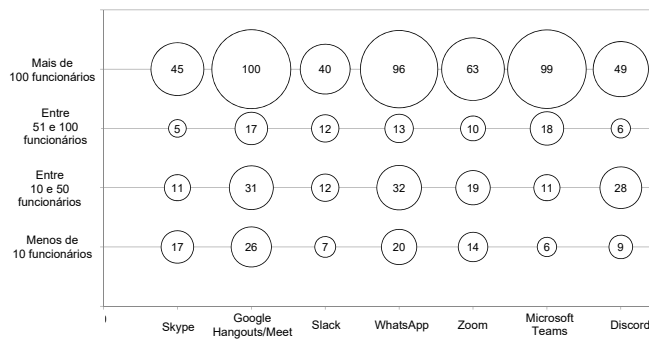 Mais de
100 funcionários
45 100 40 96 63 99 49
Entre
51 e 100
funcionários
5 17 12 13 10 18 6
Entre
10 e 50
funcionários
11 31 12 32 19 11 28
Menos de
10 funcionários
17 26 7 20 14 6 9
Skype
Google
Hangouts/Meet
Slack
WhatsApp
Zoom
Microsoft
Teams
Discord